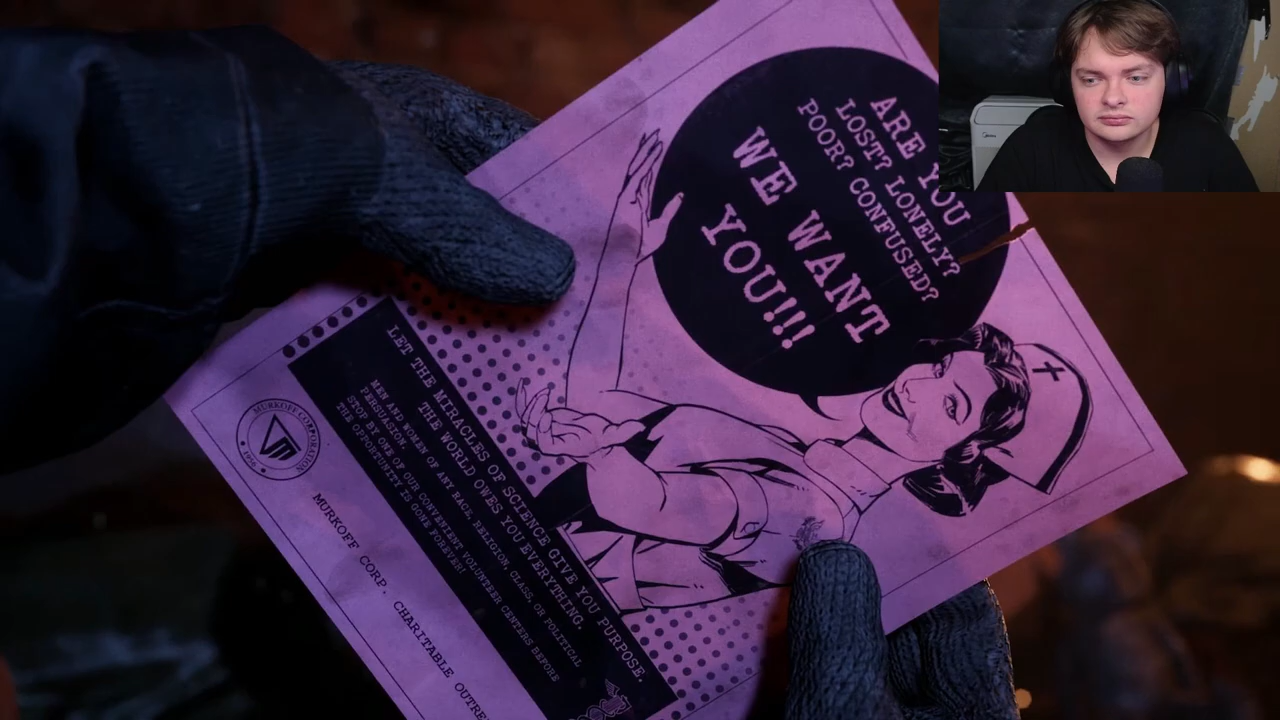 ARE YOU
LOST? LONELY?
POOR? CONFUSED?
WE WANT
YOU!!!
LET THE MIRACLES OF SCIENCE GIVE YOU PURPOSE.
THE WORLD OWES YOU EVERYTHING.
MEN AND WOMEN OF ANY RACE, RELIGION, CLASS, OR POLITICAL
PERSUASION STOP BY ONE OF OUR CONVENIENT VOLUNTEER CENTERS BEFORE
THE OPPORTUNITY IS GONE FOREVER!
MURKOFF CORPORATION
1956
MURKOFF CORP. CHARITABLE OUTRE
Midea